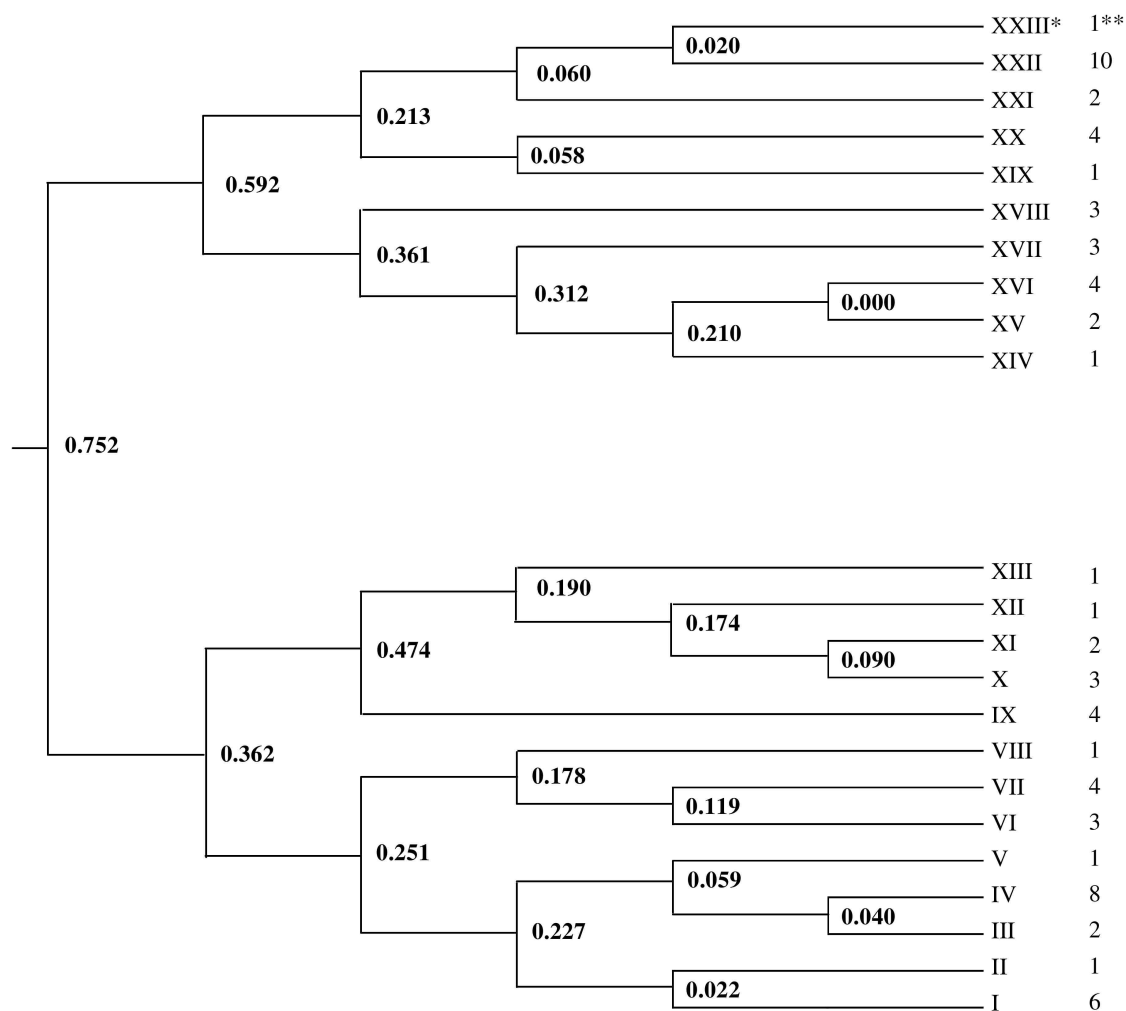 XXIII* 1**
0.020
XXII 10
0.060
XXI 2
0.213
XX 4
0.058
XIX 1
0.592
XVIII 3
0.361
XVII 3
0.312
XVI 4
0.000
XV 2
0.210
XIV 1
0.752
XIII 1
0.190
XII 1
0.174
XI 2
0.474
0.090
X 3
IX 4
0.362
VIII 1
0.178
VII 4
0.119
VI 3
0.251
V 1
0.059
IV 8
0.040
0.227
III 2
II 1
0.022
I 6